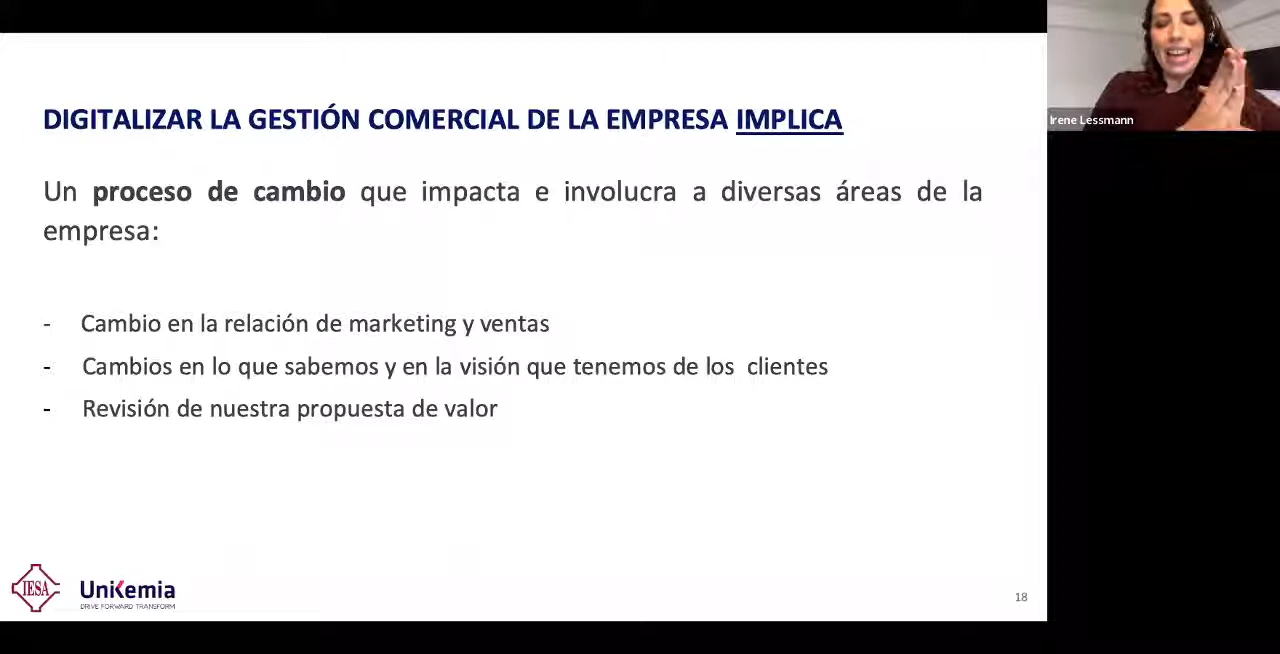 DIGITALIZAR LA GESTIÓN COMERCIAL DE LA EMPRESA IMPLICA
Un proceso de cambio que impacta e involucra a diversas áreas de la
empresa:
- Cambio en la relación de marketing y ventas
- Cambios en lo que sabemos y en la visión que tenemos de los clientes
- Revisión de nuestra propuesta de valor
IESA
UniKemia
DRIVE FORWARD TRANSFORM
18
Irene Lessmann